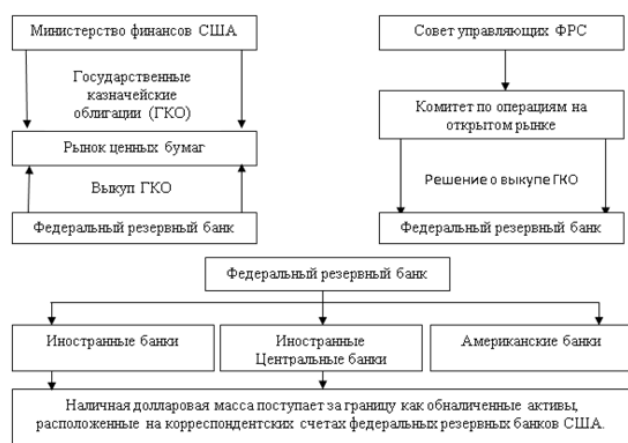 Министерство финансов США
Государственные
казначейские
облигации (ГКО)
Рынок ценных бумаг
Выкуп ГКО
Федеральный резервный банк
Совет управляющих ФРС
Комитет по операциям на
открытом рынке
Решение о выкупе ГКО
Федеральный резервный банк
Федеральный резервный банк
Иностранные банки
Иностранные
Центральные банки
Американские банки
Наличная долларовая масса поступает за границу как обналиченные активы,
расположенные на корреспондентских счетах федеральных резервных банков США.